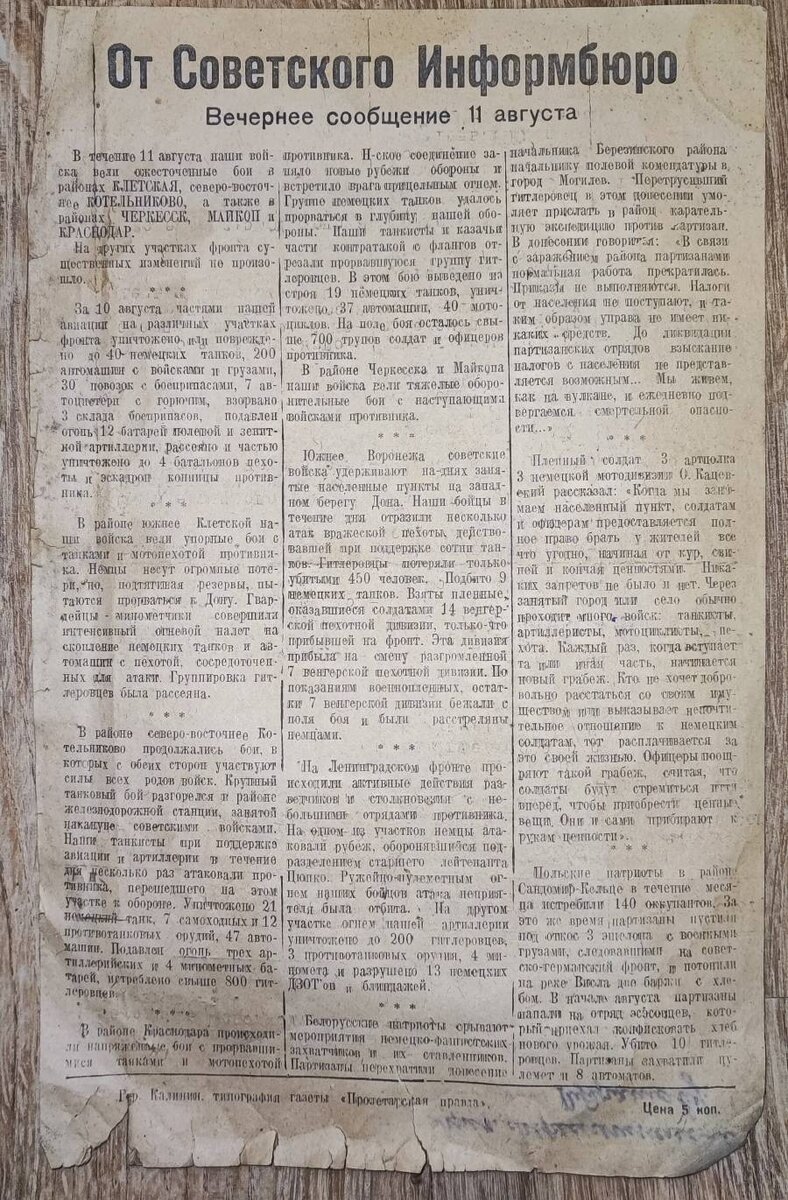 От Советского Информбюро
Вечернее сообщение 11 августа
В течение 11 августа наши вой-
ска вели ожесточенные бои в
районах КЛЕТСКАЯ, северо-восточ-
нее КОТЕЛЬНИКОВО, а также в
районах ЧЕРКЕССК, МАЙКОП и
КРАСНОДАР.
На других участках фронта су-
щественных изменений не произо-
шло.
* * *
За 10 августа частями нашей
авиации на различных участках
фронта уничтожено или поврежде-
но до 40 немецких танков, 200
автомашин с войсками и грузами,
30 повозок с боеприпасами, 7 ав-
тоцистерн с горючим, взорвано
3 склада боеприпасов, подавлен
огонь 12 батарей полевой и зенит-
ной артиллерии, рассеяно и частью
уничтожено до 4 батальонов пехо-
ты и эскадрон конницы против-
ника.
* * *
В районе южнее Клетской на-
ши войска вели упорные бои с
танками и мотопехотой противни-
ка. Немцы несут огромные поте-
ри, но, подтягивая резервы, пы-
таются прорваться к Дону. Гвар-
дейцы-минометчики совершили
интенсивный огневой налет на
скопление немецких танков и ав-
томашин с пехотой, сосредоточен-
ных для атаки. Группировка гит-
леровцев была рассеяна.
* * *
В районе северо-восточнее Ко-
тельниково продолжались бои, в
которых с обеих сторон участвуют
силы всех родов войск. Крупный
танковый бой разгорелся в районе
железнодорожной станции, занятой
накануне советскими войсками.
Наши танкисты при поддержке
авиации и артиллерии в течение
дня несколько раз атаковали про-
тивника, перешедшего на этом
участке к обороне. Уничтожено 21
немецкий танк, 7 самоходных и 12
противотанковых орудий, 47 авто-
машин. Подавлен огонь трех ар-
тиллерийских и 4 минометных ба-
тарей, истреблено свыше 800 гит-
леровцев.
* * *
В районе Краснодара происходи-
ли напряженные бои с прорвавши-
мися танками и мотопехотой
противника. Н-ское соединение за-
няло новые рубежи обороны и
встретило врага прицельным огнем.
Группе немецких танков удалось
прорваться в глубину нашей обо-
роны. Наши танкисты и казачьи
части контратакой с флангов от-
резали прорвавшуюся группу гит-
леровцев. В этом бою выведено из
строя 19 немецких танков, унич-
тожено 37 автомашин, 40 мото-
циклов. На поле боя осталось свы-
ше 700 трупов солдат и офицеров
противника.
В районе Черкесска и Майкопа
наши войска вели тяжелые оборо-
нительные бои с наступающими
войсками противника.
* * *
Южнее Воронежа советские
войска удерживают на-днях заня-
тые населенные пункты на запад-
ном берегу Дона. Наши бойцы в
течение дня отразили несколько
атак вражеской пехоты, действо-
вавшей при поддержке сотни тан-
ков. Гитлеровцы потеряли только
убитыми 450 человек. Подбито 9
немецких танков. Взяты пленные,
оказавшиеся солдатами 14 венгер-
ской пехотной дивизии, только-что
прибывшей на фронт. Эта дивизия
прибыла на смену разгромленной
7 венгерской пехотной дивизии. По
показаниям военнопленных, остат-
ки 7 венгерской дивизии бежали с
поля боя и были расстреляны
немцами.
* * *
На Ленинградском фронте про-
исходили активные действия раз-
ведчиков и столкновения с не-
большими отрядами противника.
На одном из участков немцы ата-
ковали рубеж, оборонявшийся под-
разделением старшего лейтенанта
Цюпко. Ружейно-пулеметным ог-
нем наших бойцов атака неприя-
теля была отбита. На другом
участке огнем нашей артиллерии
уничтожено до 200 гитлеровцев,
3 противотанковых орудия, 4 ми-
номета и разрушено 13 немецких
ДЗОТ'ов и блиндажей.
* * *
Белорусские патриоты срывают
мероприятия немецко-фашистских
захватчиков и их ставленников.
Партизаны перехватили донесение
начальника Березинского района
начальнику полевой комендатуры в
город Могилев. Перетрусивший
гитлеровец в этом донесении умо-
ляет прислать в район каратель-
ную экспедицию против партизан.
В донесении говорится: «В связи
с заражением района партизанами
нормальная работа прекратилась.
Приказы не выполняются. Налоги
от населения не поступают, и та-
ким образом управа не имеет ни-
каких средств. До ликвидации
партизанских отрядов взыскание
налогов с населения не представ-
ляется возможным... Мы живем,
как на вулкане, и ежедневно под-
вергаемся смертельной опасно-
сти...»
* * *
Пленный солдат 3 артполка
3 немецкой мотодивизии О. Кацев-
ский рассказал: «Когда мы зани-
маем населенный пункт, солдатам
и офицерам предоставляется пол-
ное право брать у жителей все
что угодно, начиная от кур, сви-
ней и кончая ценностями. Ника-
ких запретов не было и нет. Через
занятый город или село обычно
проходит много войск: танкисты,
артиллеристы, мотоциклисты, пе-
хота. Каждый раз, когда вступает
та или иная часть, начинается
новый грабеж. Кто не хочет добро-
вольно расстаться со своим иму-
ществом или выказывает непочти-
тельное отношение к немецким
солдатам, тот расплачивается за
это своей жизнью. Офицеры поощ-
ряют такой грабеж, считая, что
солдаты будут стремиться итти
вперед, чтобы приобрести ценные
вещи. Они и сами прибирают к
рукам ценности».
* * *
Польские патриоты в районе
Сандомир-Кельце в течение меся-
ца истребили 140 оккупантов. За
это же время партизаны пустили
под откос 3 эшелона с военными
грузами, следовавшими на совет-
ско-германский фронт, и потопили
на реке Висла две баржи с хле-
бом. В начале августа партизаны
напали на отряд эсэсовцев, кото-
рый приехал конфисковать хлеб
нового урожая. Убито 10 гитле-
ровцев. Партизаны захватили пу-
лемет и 8 автоматов.
Гор. Калинин, типография газеты «Пролетарская правда».
Цена 5 коп.